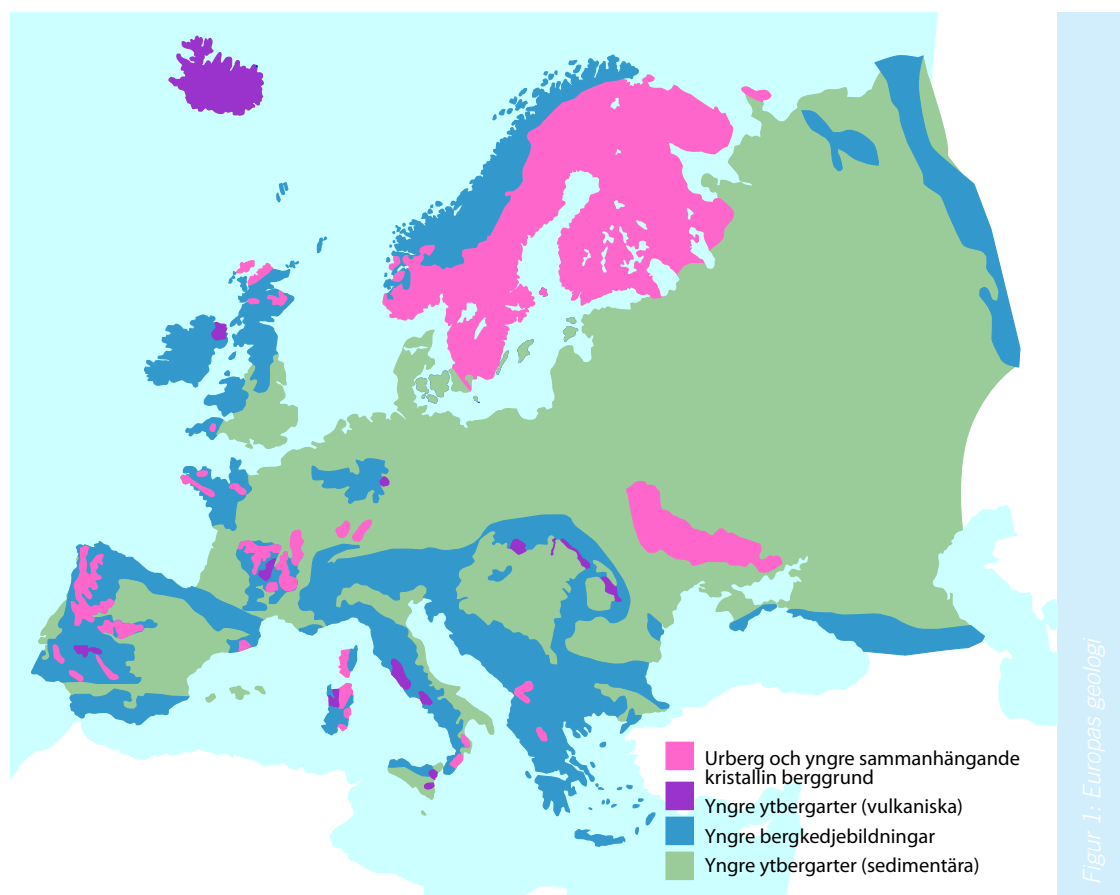 Urberg och yngre sammanhängande
kristallin berggrund
Yngre ytbergarter (vulkaniska)
Yngre bergkedjebildningar
Yngre ytbergarter (sedimentära)
Figur 1: Europas geologi